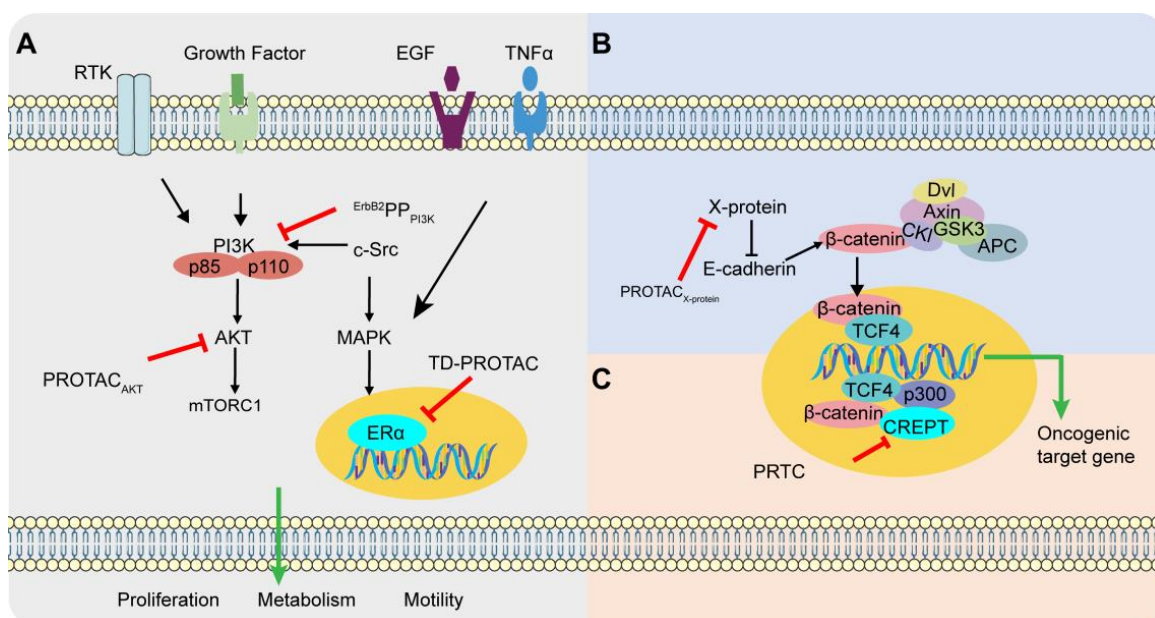 A
Growth Factor
EGF
TNFα
RTK
ErbB2PPPI3K
PI3K
c-Src
p85
p110
AKT
MAPK
PROTACAKT
TD-PROTAC
mTORC1
ERα
Proliferation
Metabolism
Motility
B
Dvl
X-protein
Axin
β-catenin
CKI
GSK3
APC
E-cadherin
PROTACX-protein
β-catenin
TCF4
C
TCF4
p300
β-catenin
CREPT
PRTC
Oncogenic
target gene